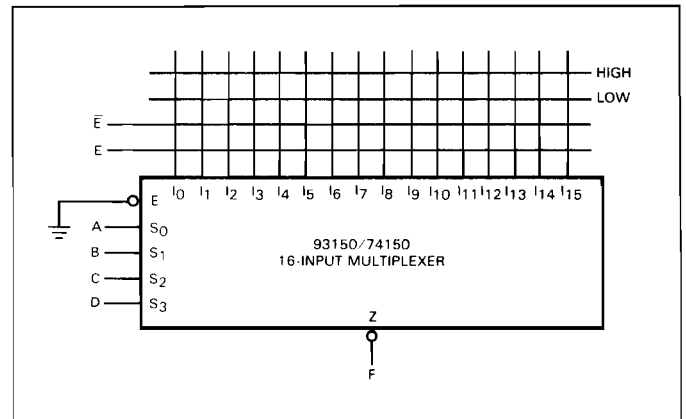 HIGH
LOW
E̅
E
I0 I1 I2 I3 I4 I5 I6 I7 I8 I9 I10 I11 I12 I13 I14 I15
E
A S0
B S1
C S2
D S3
93150/74150
16-INPUT MULTIPLEXER
Z
F